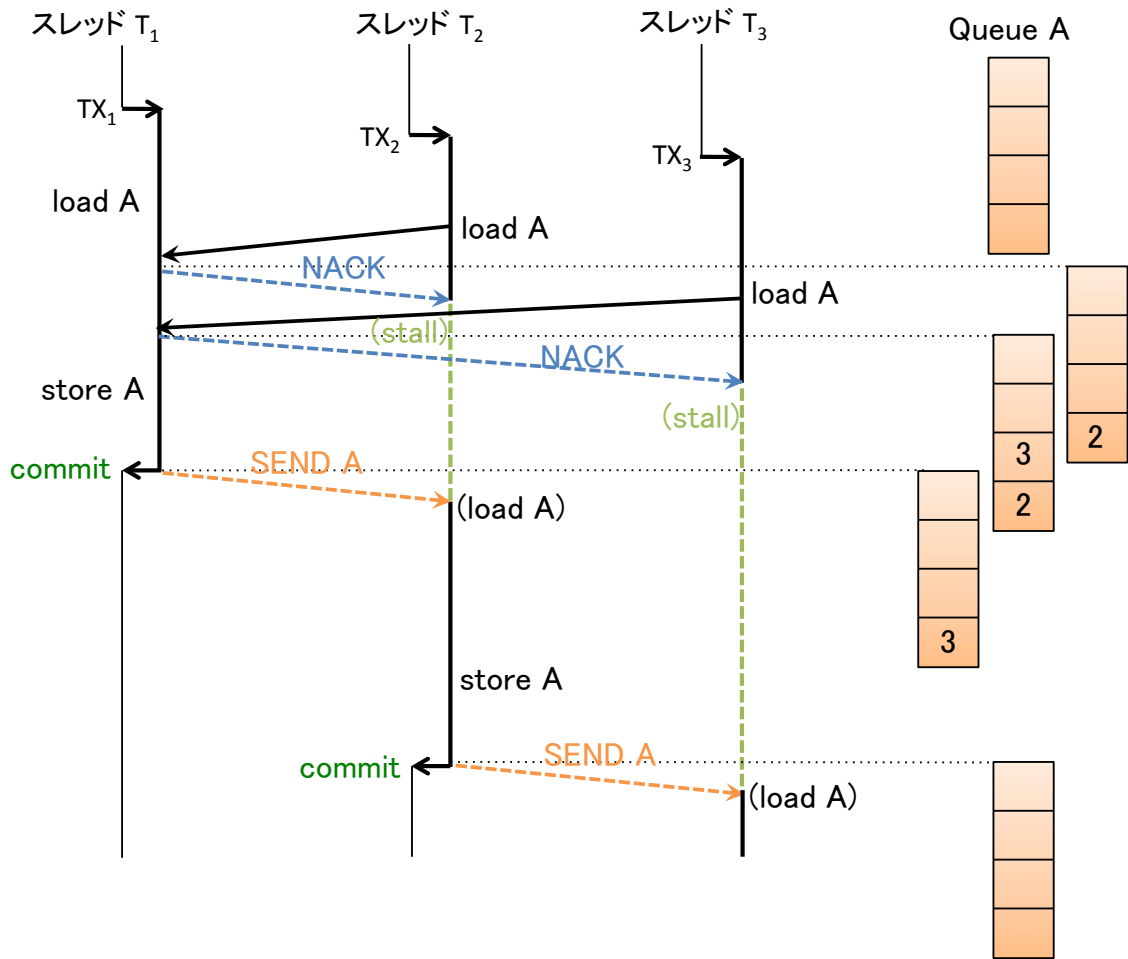 スレッド T1
スレッド T2
スレッド T3
Queue A
TX1
TX2
TX3
load A
load A
NACK
load A
(stall)
NACK
store A
(stall)
2
3
2
commit
SEND A
(load A)
3
store A
commit
SEND A
(load A)